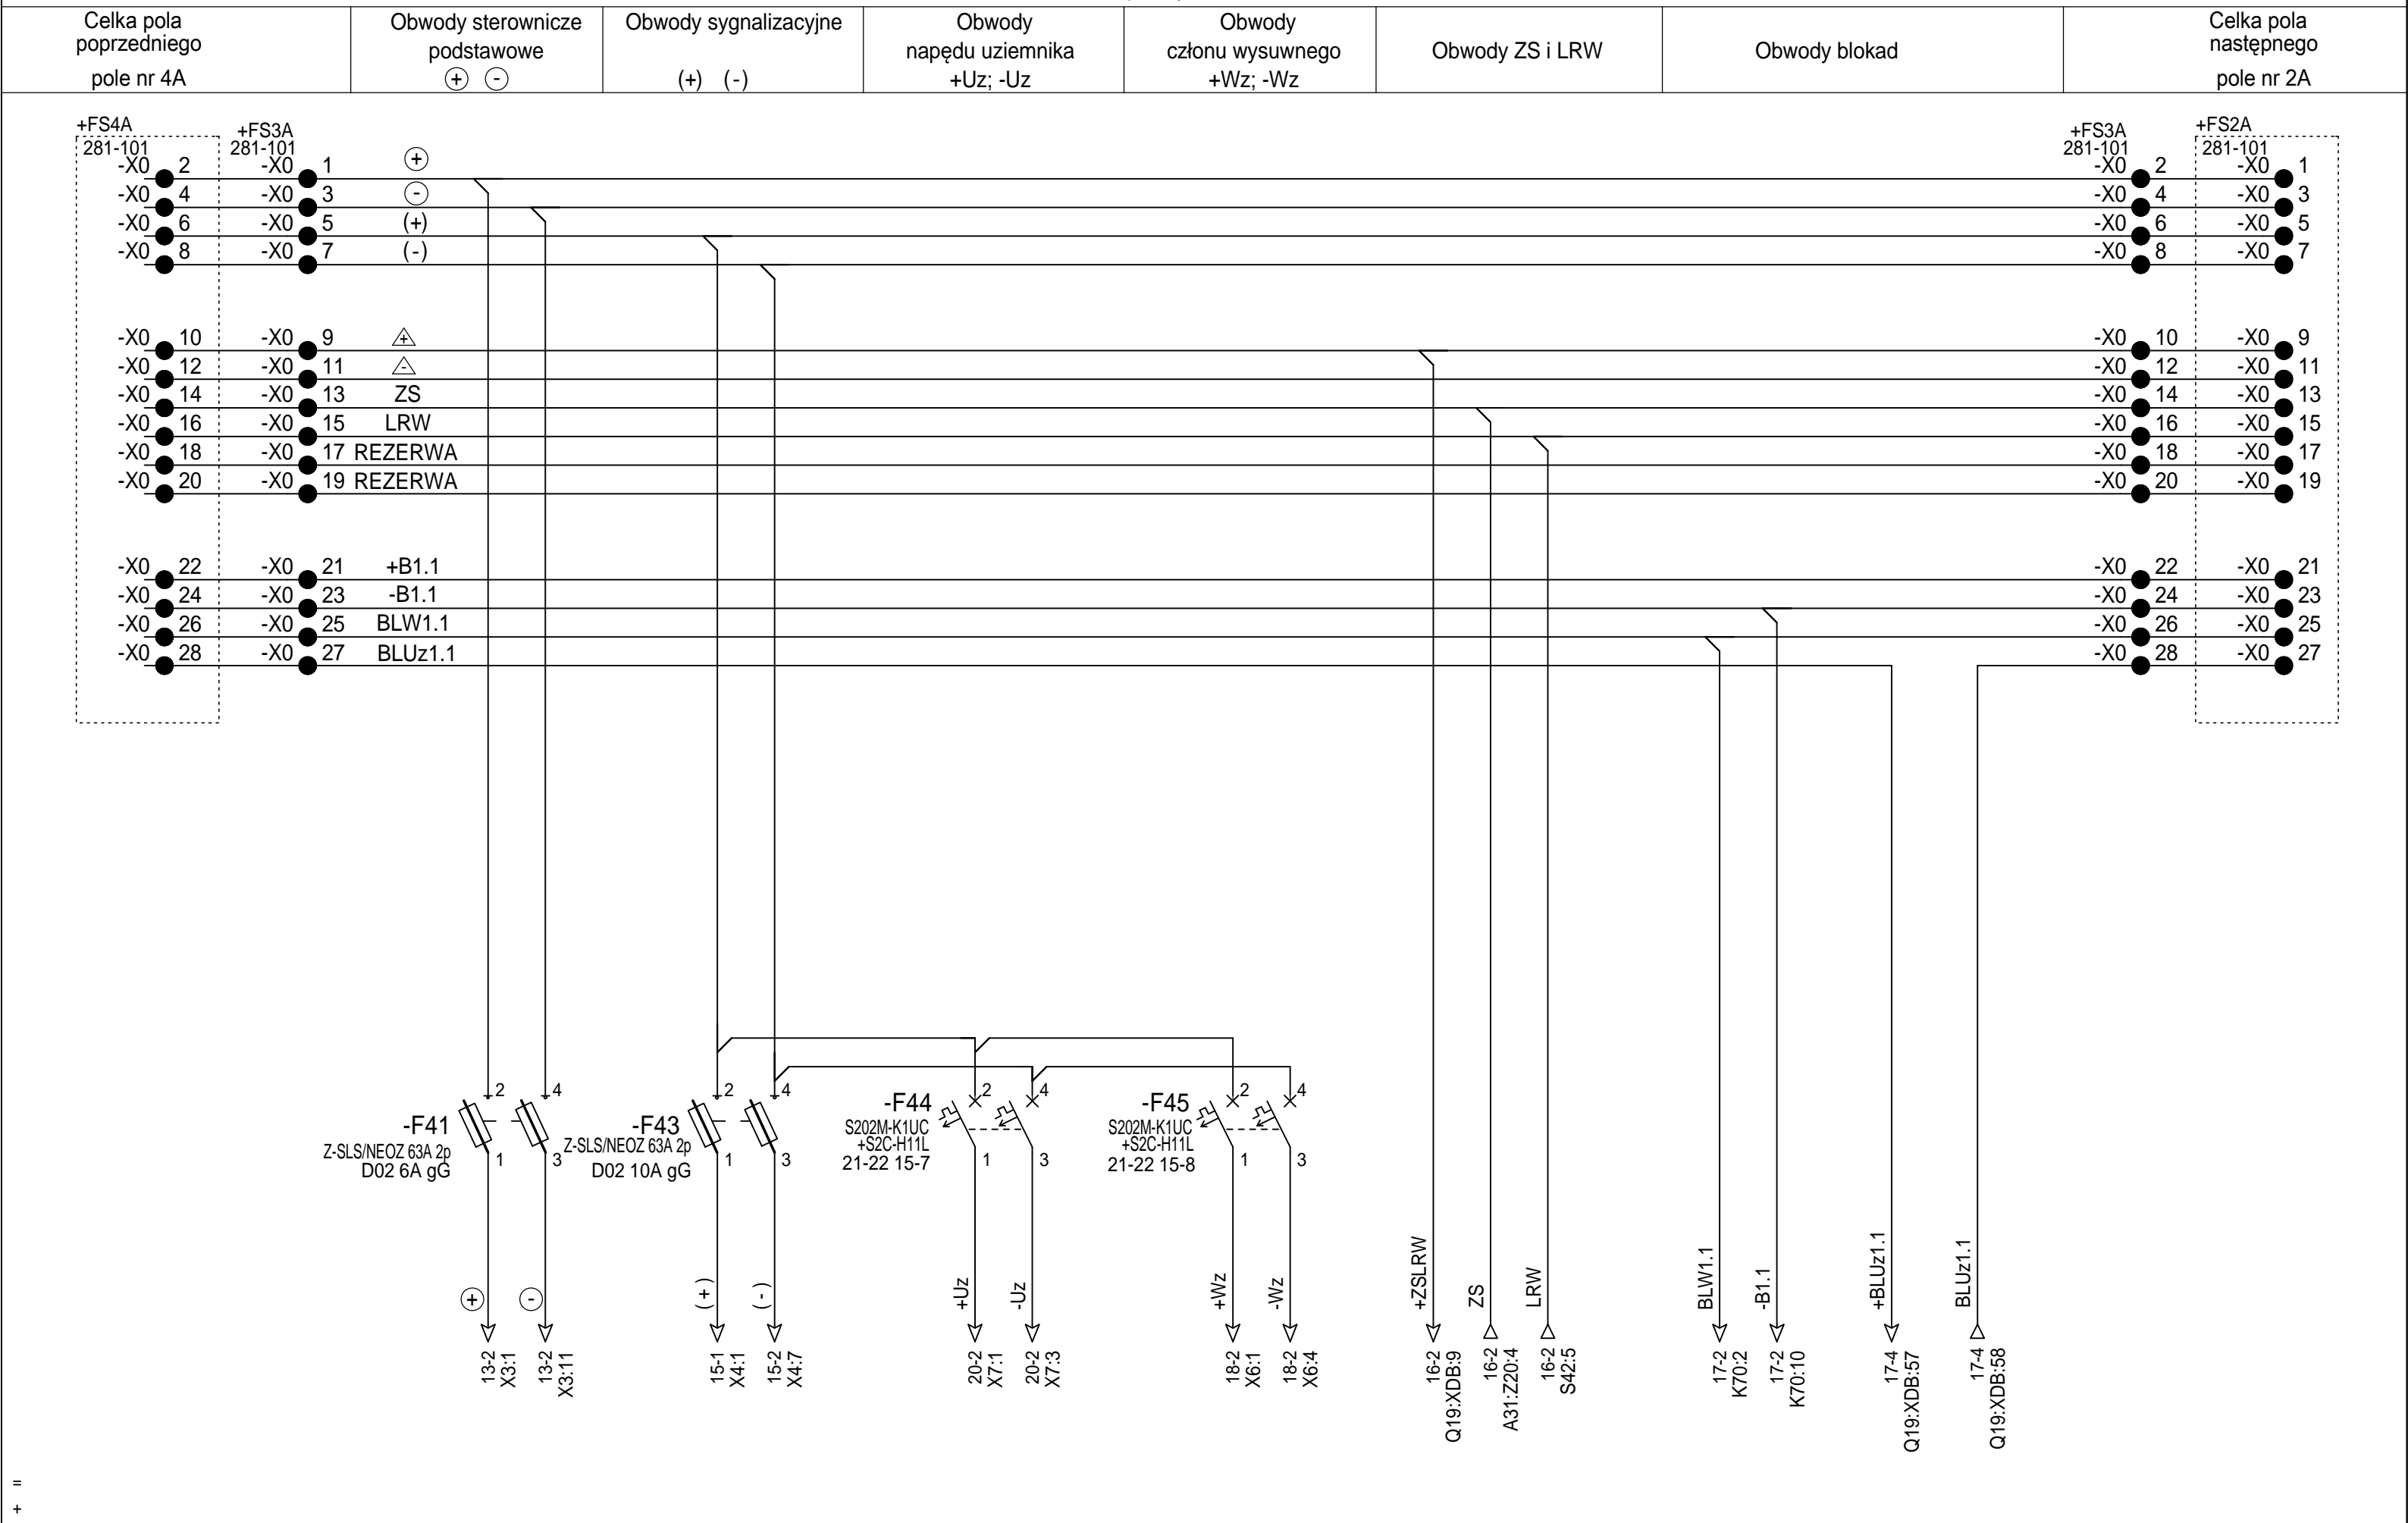 Celka pola
poprzedniego
pole nr 4A
Obwody sterownicze
podstawowe
+ -
Obwody sygnalizacyjne
(+) (-)
Obwody
napędu uziemnika
+Uz; -Uz
Obwody
członu wysuwnego
+Wz; -Wz
Obwody ZS i LRW
Obwody blokad
Celka pola
następnego
pole nr 2A
+FS4A
281-101
+FS3A
281-101
+FS3A
281-101
+FS2A
281-101
-X0 2 -X0 1 + -X0 2 -X0 1
-X0 4 -X0 3 - -X0 4 -X0 3
-X0 6 -X0 5 (+) -X0 6 -X0 5
-X0 8 -X0 7 (-) -X0 8 -X0 7
-X0 10 -X0 9 + -X0 10 -X0 9
-X0 12 -X0 11 - -X0 12 -X0 11
-X0 14 -X0 13 ZS -X0 14 -X0 13
-X0 16 -X0 15 LRW -X0 16 -X0 15
-X0 18 -X0 17 REZERWA -X0 18 -X0 17
-X0 20 -X0 19 REZERWA -X0 20 -X0 19
-X0 22 -X0 21 +B1.1 -X0 22 -X0 21
-X0 24 -X0 23 -B1.1 -X0 24 -X0 23
-X0 26 -X0 25 BLW1.1 -X0 26 -X0 25
-X0 28 -X0 27 BLUz1.1 -X0 28 -X0 27
2 4
-F41
Z-SLS/NEOZ 63A 2p
D02 6A gG
1 3
2 4
-F43
Z-SLS/NEOZ 63A 2p
D02 10A gG
1 3
2 4
-F44
S202M-K1UC
+S2C-H11L
21-22 15-7
1 3
2 4
-F45
S202M-K1UC
+S2C-H11L
21-22 15-8
1 3
+
13-2
X3:1
-
13-2
X3:11
(+)
15-1
X4:1
(-)
15-2
X4:7
+Uz
20-2
X7:1
-Uz
20-2
X7:3
+Wz
18-2
X6:1
-Wz
18-2
X6:4
+ZSLRW
16-2
Q19:XDB:9
ZS
16-2
A31:Z20:4
LRW
16-2
S42:5
BLW1.1
17-2
K70:2
-B1.1
17-2
K70:10
+BLUz1.1
17-4
Q19:XDB:57
BLUz1.1
17-4
Q19:XDB:58
=
+